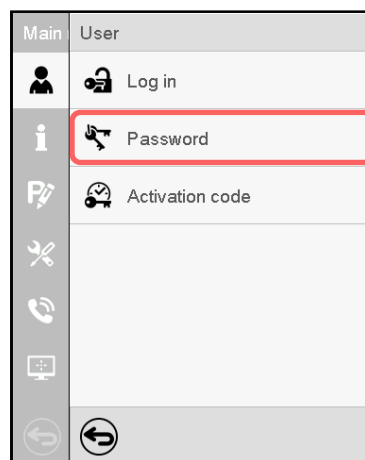 Main
User
Log in
Password
Activation code